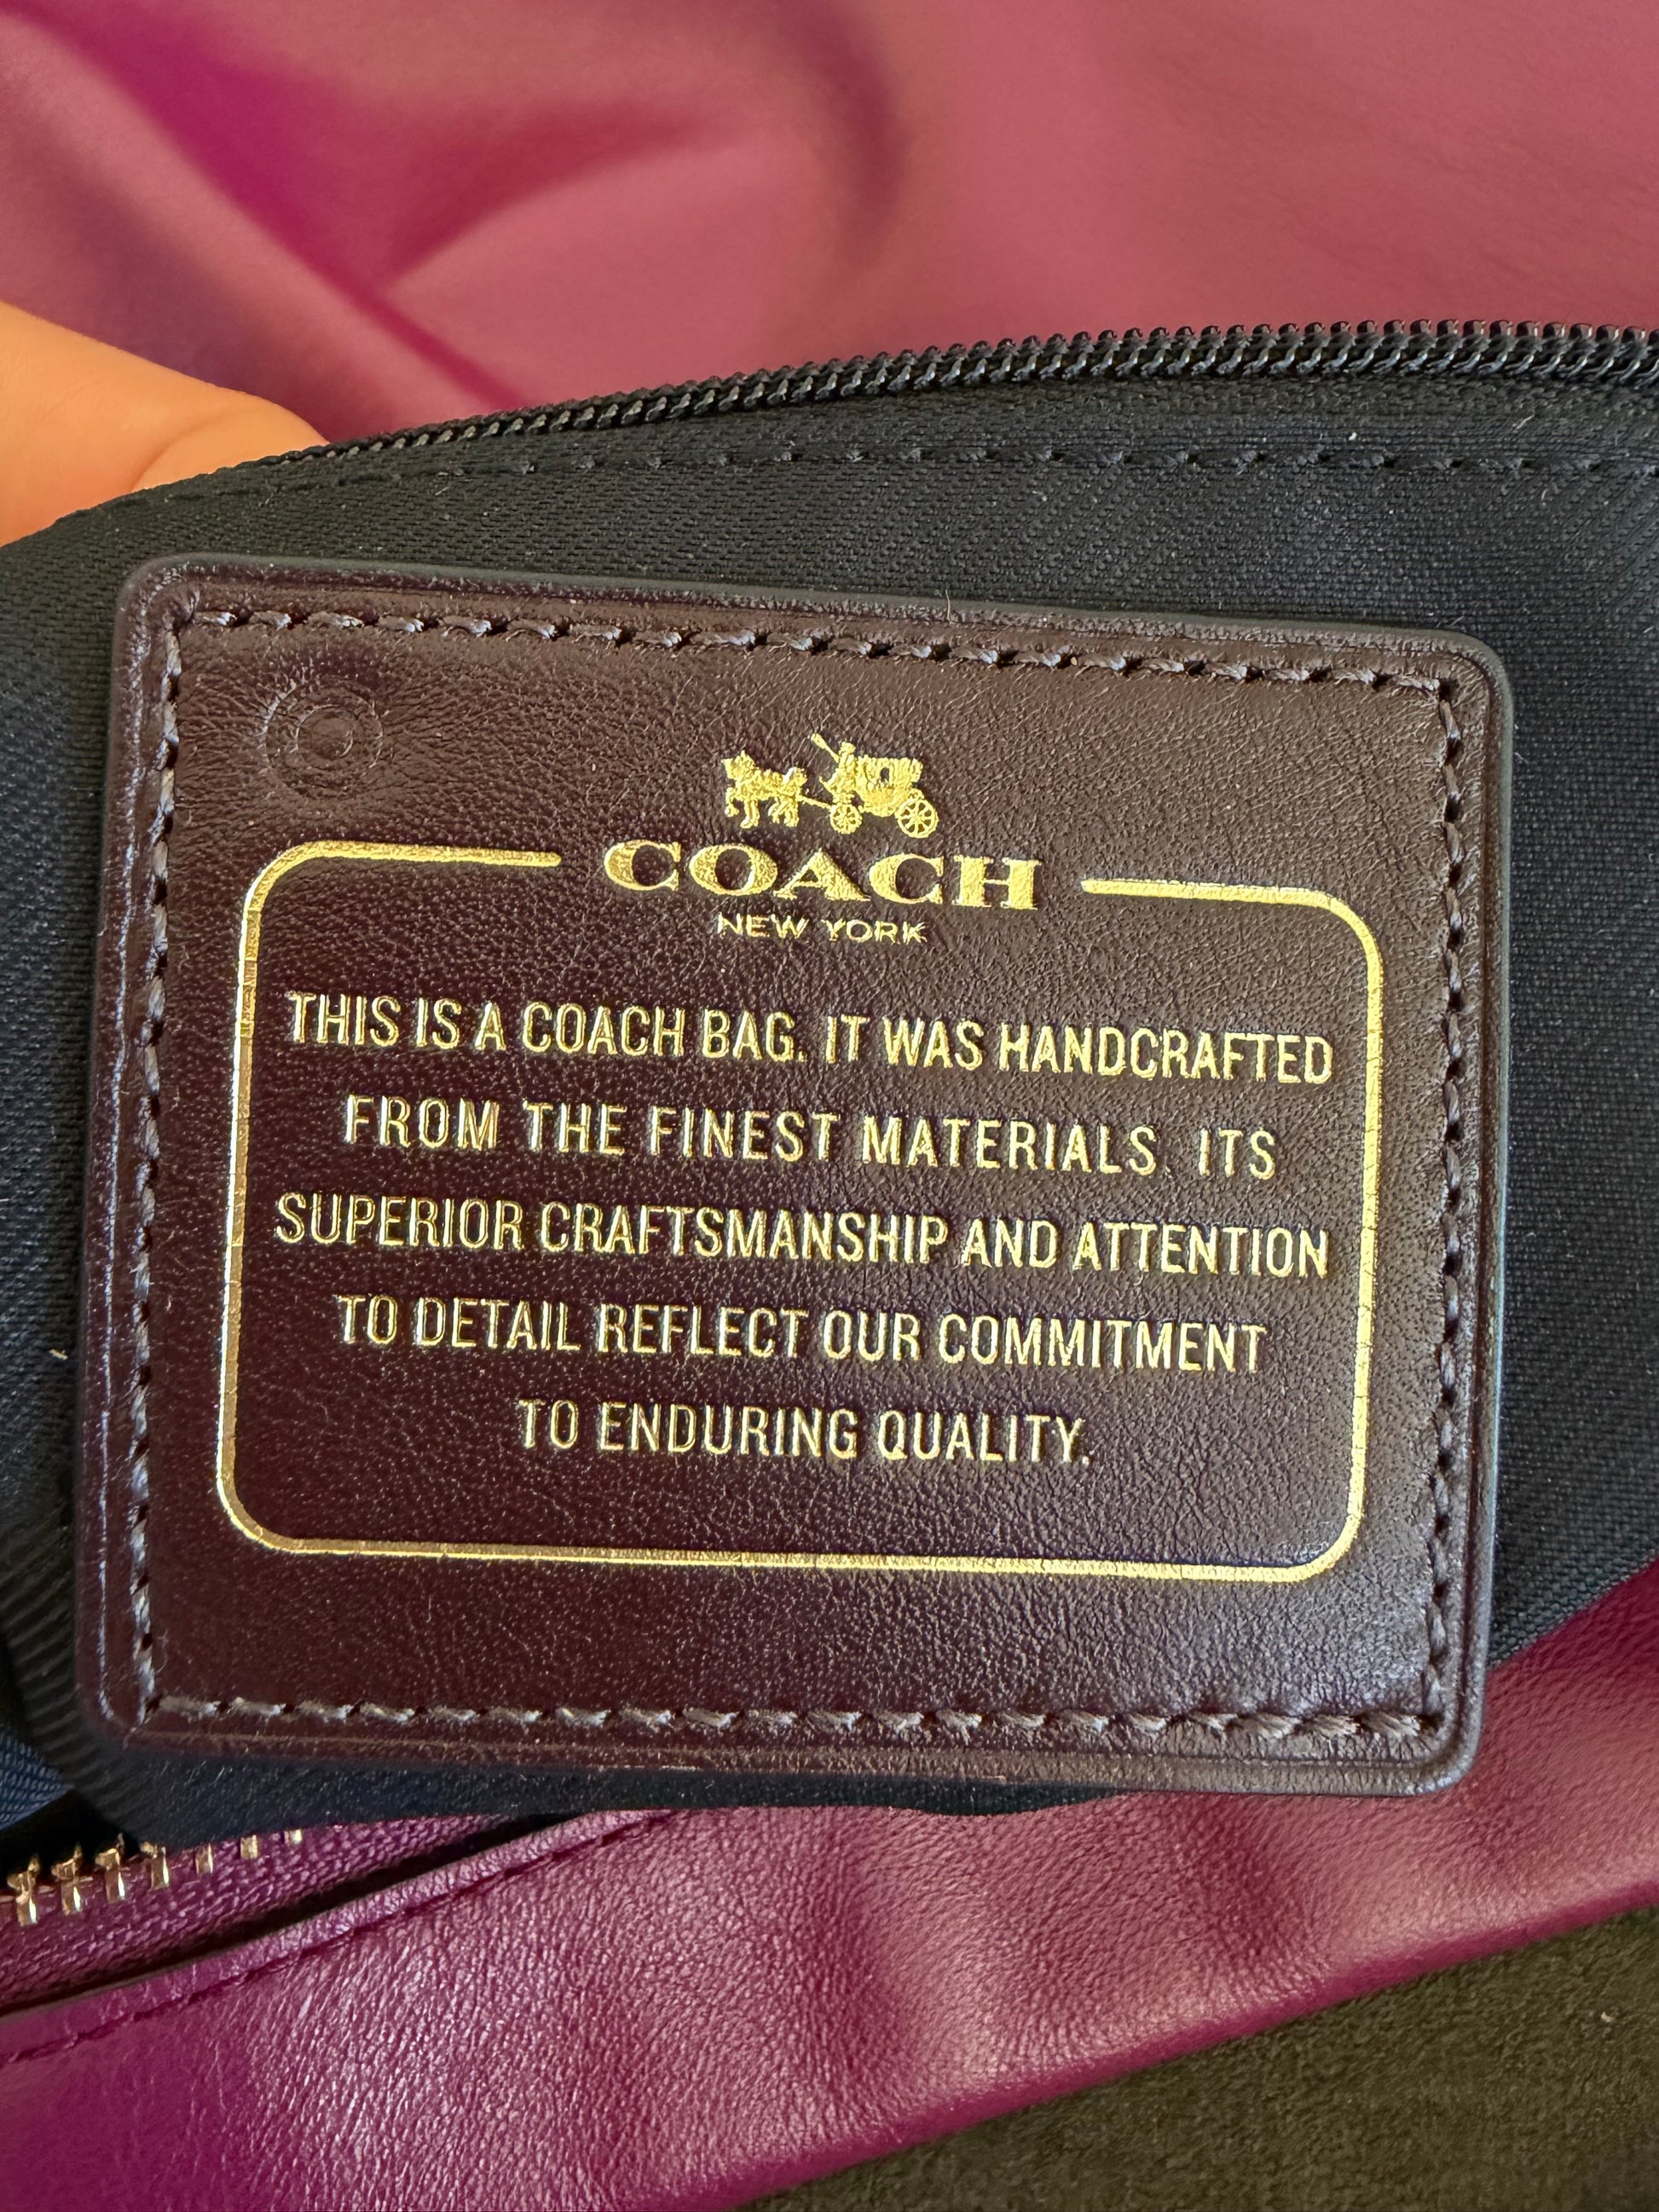 COACH
NEW YORK
THIS IS A COACH BAG. IT WAS HANDCRAFTED
FROM THE FINEST MATERIALS. ITS
SUPERIOR CRAFTSMANSHIP AND ATTENTION
TO DETAIL REFLECT OUR COMMITMENT
TO ENDURING QUALITY.